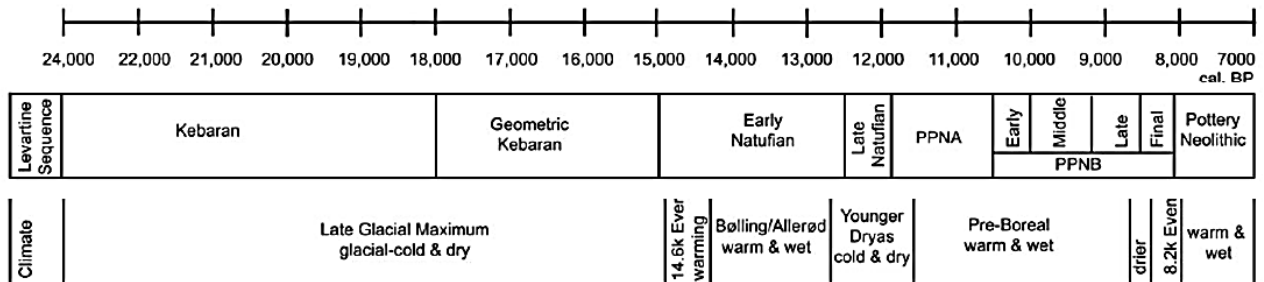 24,000 22,000 21,000 20,000 19,000 18,000 17,000 16,000 15,000 14,000 13,000 12,000 11,000 10,000 9,000 8,000 7000
cal. BP
Levartine
Sequence
Kebaran
Geometric
Kebaran
Early
Natufian
Late
Natufian
PPNA
Early
Middle
Late
Final
PPNB
Pottery
Neolithic
Climate
Late Glacial Maximum
glacial-cold & dry
14.6k Ever
warming
Bølling/Allerød
warm & wet
Younger
Dryas
cold & dry
Pre-Boreal
warm & wet
drier
8.2k Even
warm &
wet